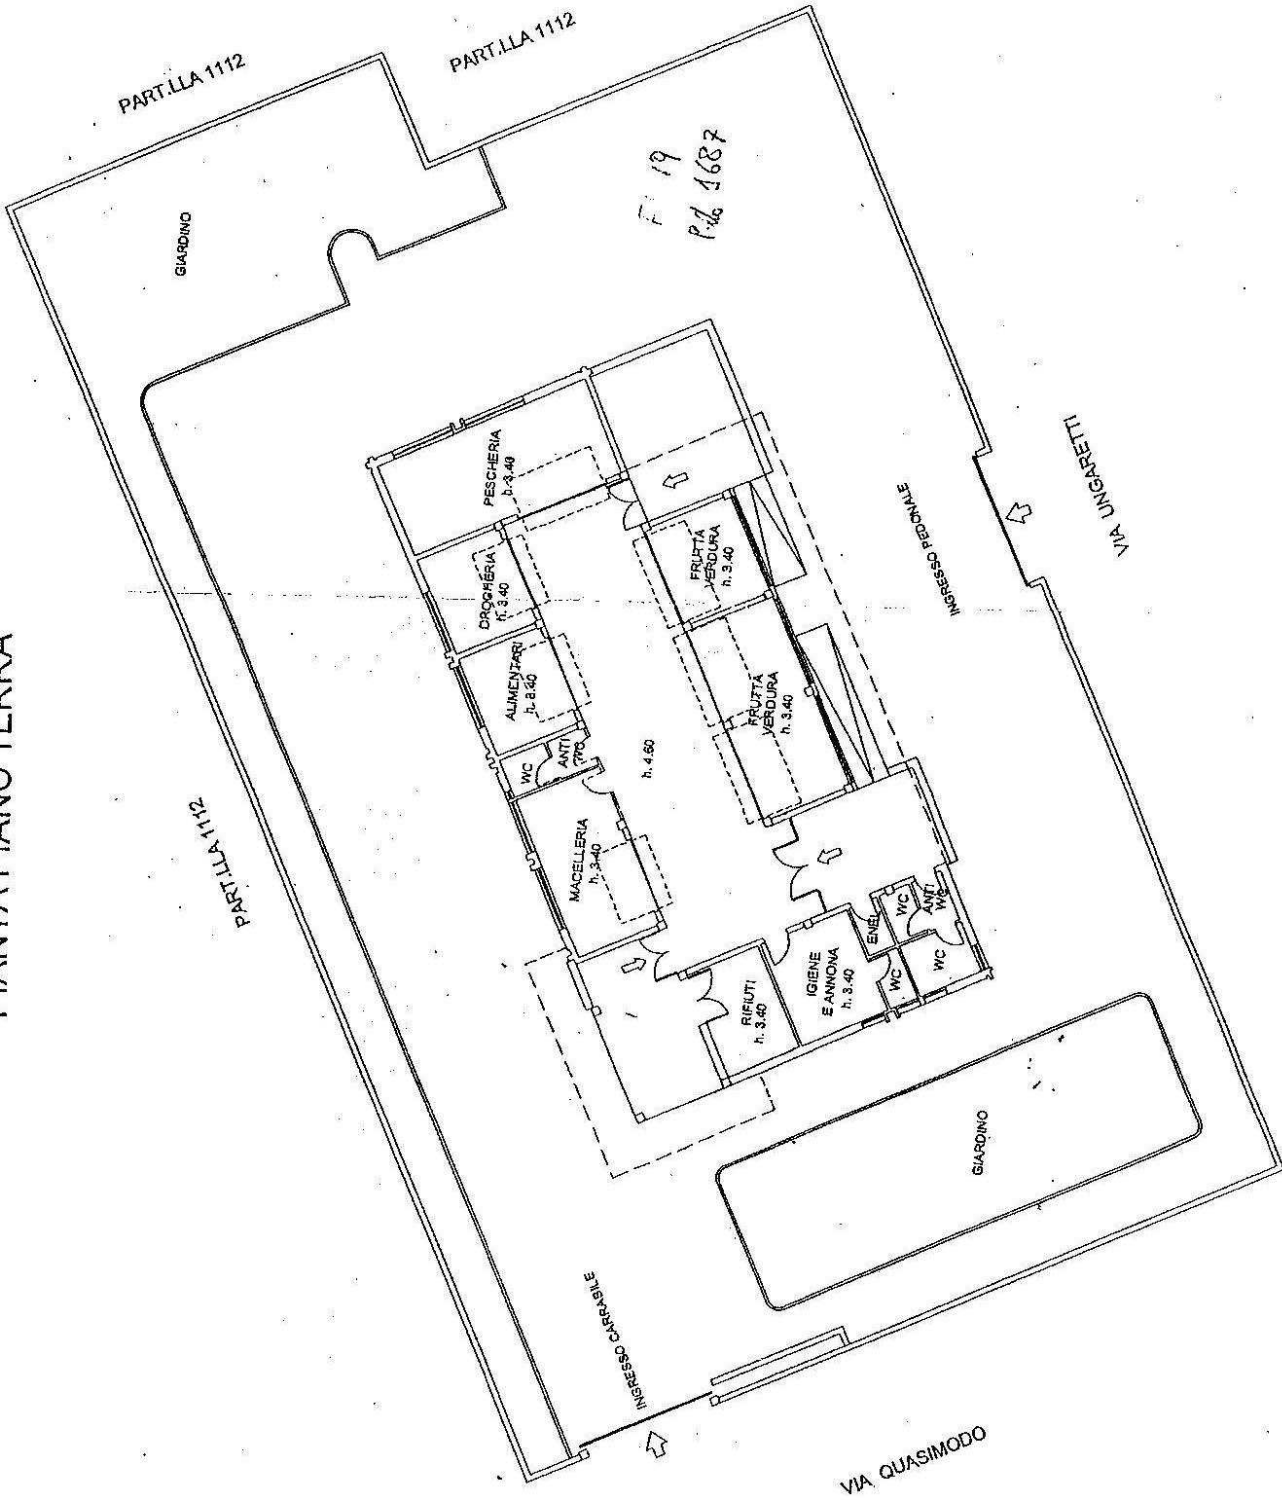 PIANTA PIANO TERRA
PART.LLA 1112
PART.LLA 1112
GIARDINO
F. 19
P.lla 1687
PESCHERIA
h. 3.40
DROGHERIA
h. 3.40
ALIMENTARI
h. 3.40
WC
ANTI
WC
MACELLERIA
h. 3.40
FRUTTA
VERDURA
h. 3.40
FRUTTA
VERDURA
h. 3.40
h. 4.60
INGRESSO PEDONALE
VIA UNGARETTI
PART.LLA 1112
RIFIUTI
h. 3.40
IGIENE
E ANNONA
h. 3.40
ENEL
WC
ANTI
WC
WC
WC
GIARDINO
INGRESSO CARRABILE
VIA QUASIMODO